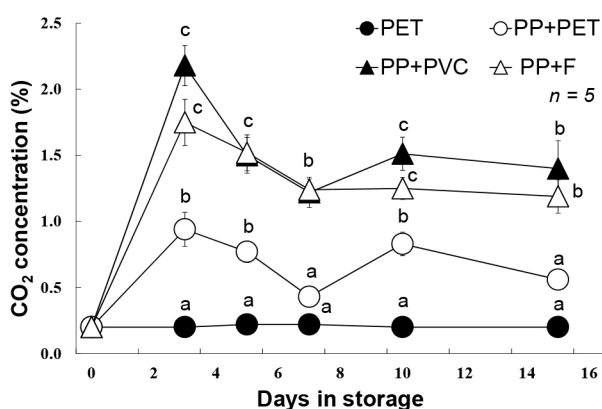 2.5
2.0
1.5
1.0
0.5
0.0
CO2 concentration (%)
PET
PP+PET
PP+PVC
PP+F
n = 5
c
c
c
b
c
c
b
b
b
b
a
b
a
a
a
a
a
a
0
2
4
6
8
10
12
14
16
Days in storage